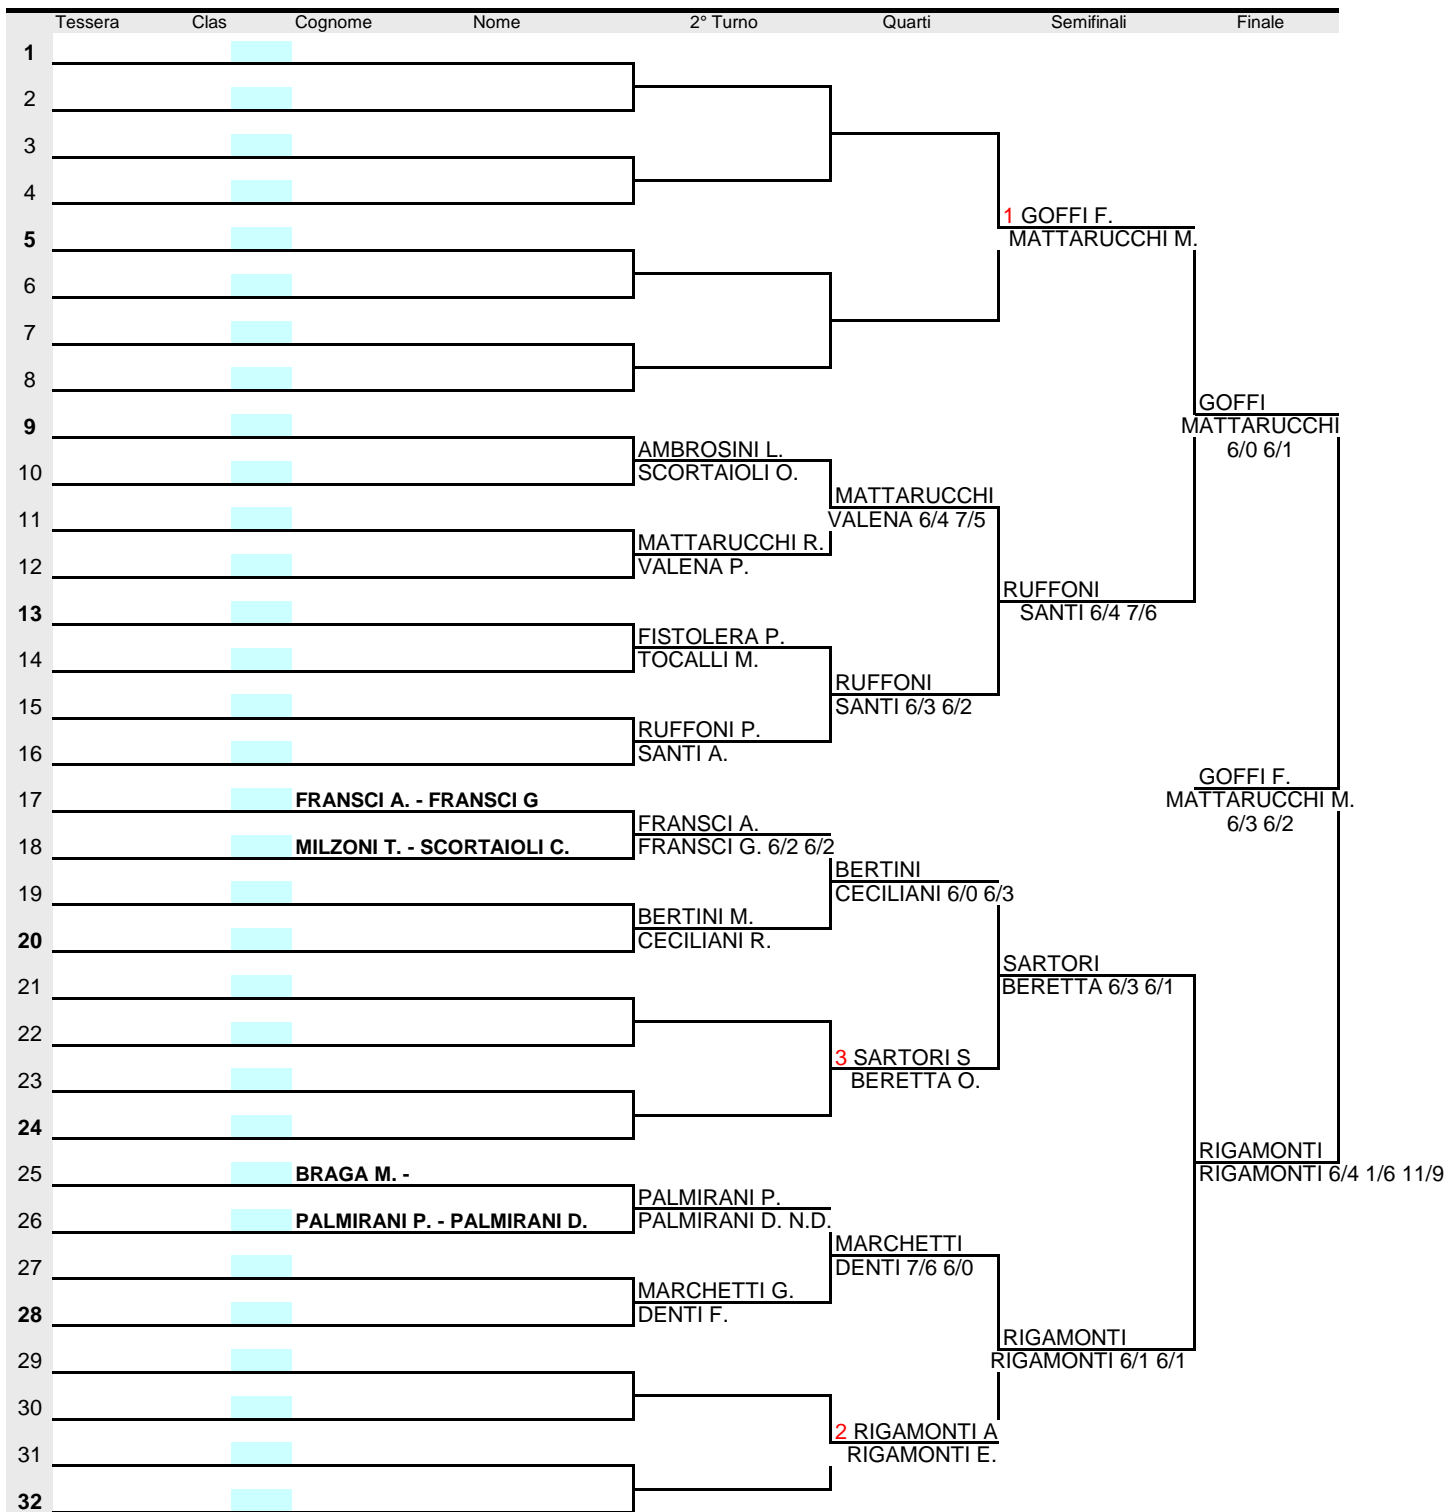 Tessera Clas Cognome Nome 2° Turno Quarti Semifinali Finale
1
2
3
4
1 GOFFI F.
5
MATTARUCCHI M.
6
7
8
GOFFI
9
MATTARUCCHI
AMBROSINI L.
6/0 6/1
10
SCORTAIOLI O.
MATTARUCCHI
11
VALENA 6/4 7/5
MATTARUCCHI R.
12
VALENA P.
RUFFONI
13
SANTI 6/4 7/6
FISTOLERA P.
14
TOCALLI M.
RUFFONI
15
SANTI 6/3 6/2
RUFFONI P.
16
SANTI A.
GOFFI F.
17 FRANSCI A. - FRANSCI G
MATTARUCCHI M.
FRANSCI A.
6/3 6/2
18 MILZONI T. - SCORTAIOLI C.
FRANSCI G. 6/2 6/2
BERTINI
19
CECILIANI 6/0 6/3
BERTINI M.
20
CECILIANI R.
SARTORI
21
BERETTA 6/3 6/1
22
3 SARTORI S
23
BERETTA O.
24
RIGAMONTI
25 BRAGA M. -
RIGAMONTI 6/4 1/6 11/9
PALMIRANI P.
26 PALMIRANI P. - PALMIRANI D.
PALMIRANI D. N.D.
MARCHETTI
27
DENTI 7/6 6/0
MARCHETTI G.
28
DENTI F.
RIGAMONTI
29
RIGAMONTI 6/1 6/1
30
2 RIGAMONTI A
31
RIGAMONTI E.
32